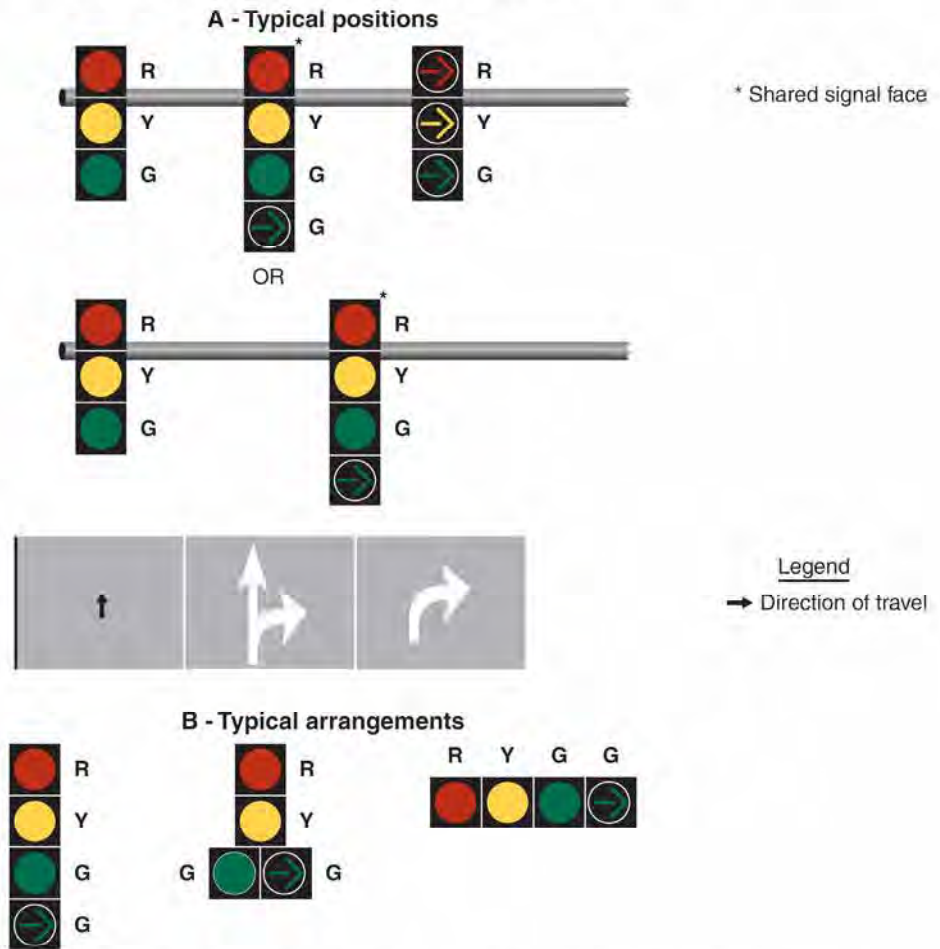 A - Typical positions
*
R R R
* Shared signal face
Y Y Y
G G G
G
OR
*
R R
Y Y
G G
Legend
Direction of travel
B - Typical arrangements
R Y G G
R R
Y Y
G G G
G